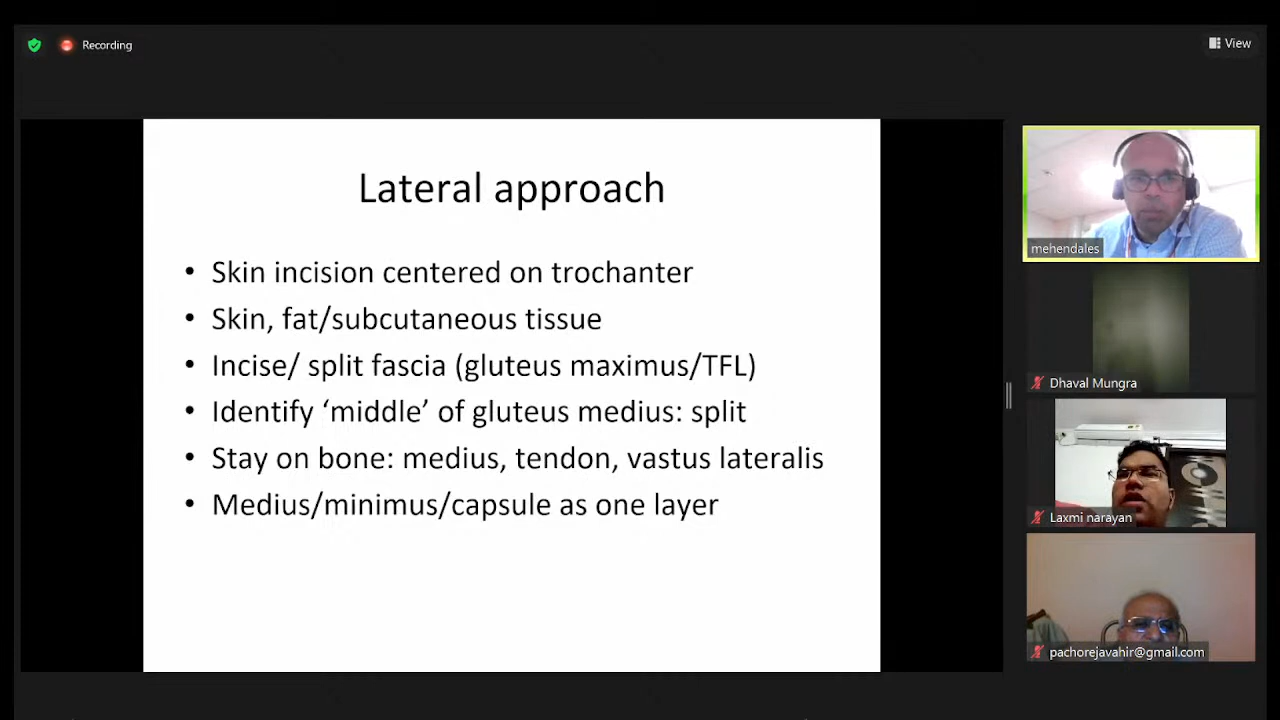 Recording
View
Lateral approach
• Skin incision centered on trochanter
• Skin, fat/subcutaneous tissue
• Incise/ split fascia (gluteus maximus/TFL)
• Identify ‘middle’ of gluteus medius: split
• Stay on bone: medius, tendon, vastus lateralis
• Medius/minimus/capsule as one layer
mehendales
Dhaval Mungra
Laxmi narayan
pachorejavahir@gmail.com